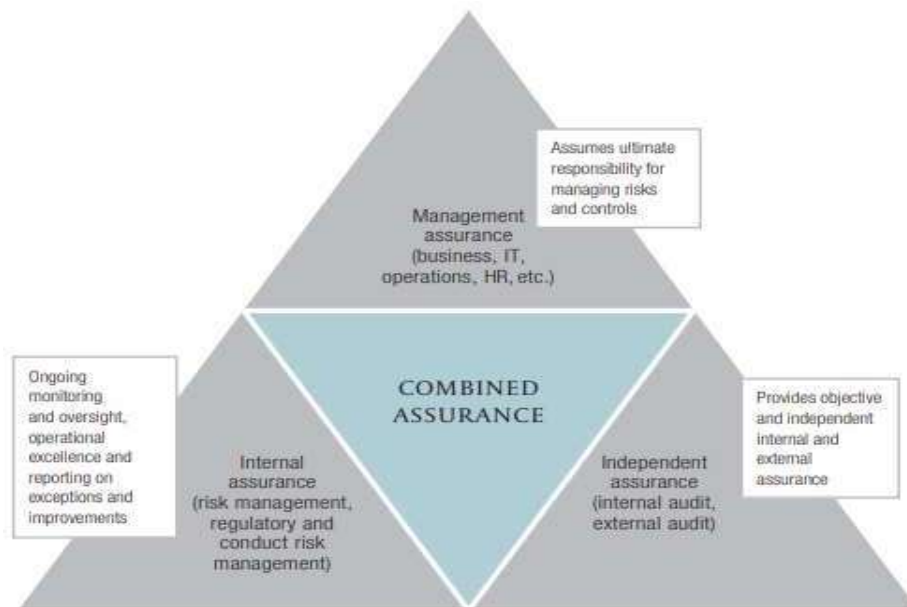 Assumes ultimate
responsibility for
managing risks
and controls
Management
assurance
(business, IT,
operations, HR, etc.)
COMBINED
ASSURANCE
Ongoing
monitoring
and oversight,
operational
excellence and
reporting on
exceptions and
improvements
Internal
assurance
(risk management,
regulatory and
conduct risk
management)
Independent
assurance
(internal audit,
external audit)
Provides objective
and independent
internal and
external
assurance